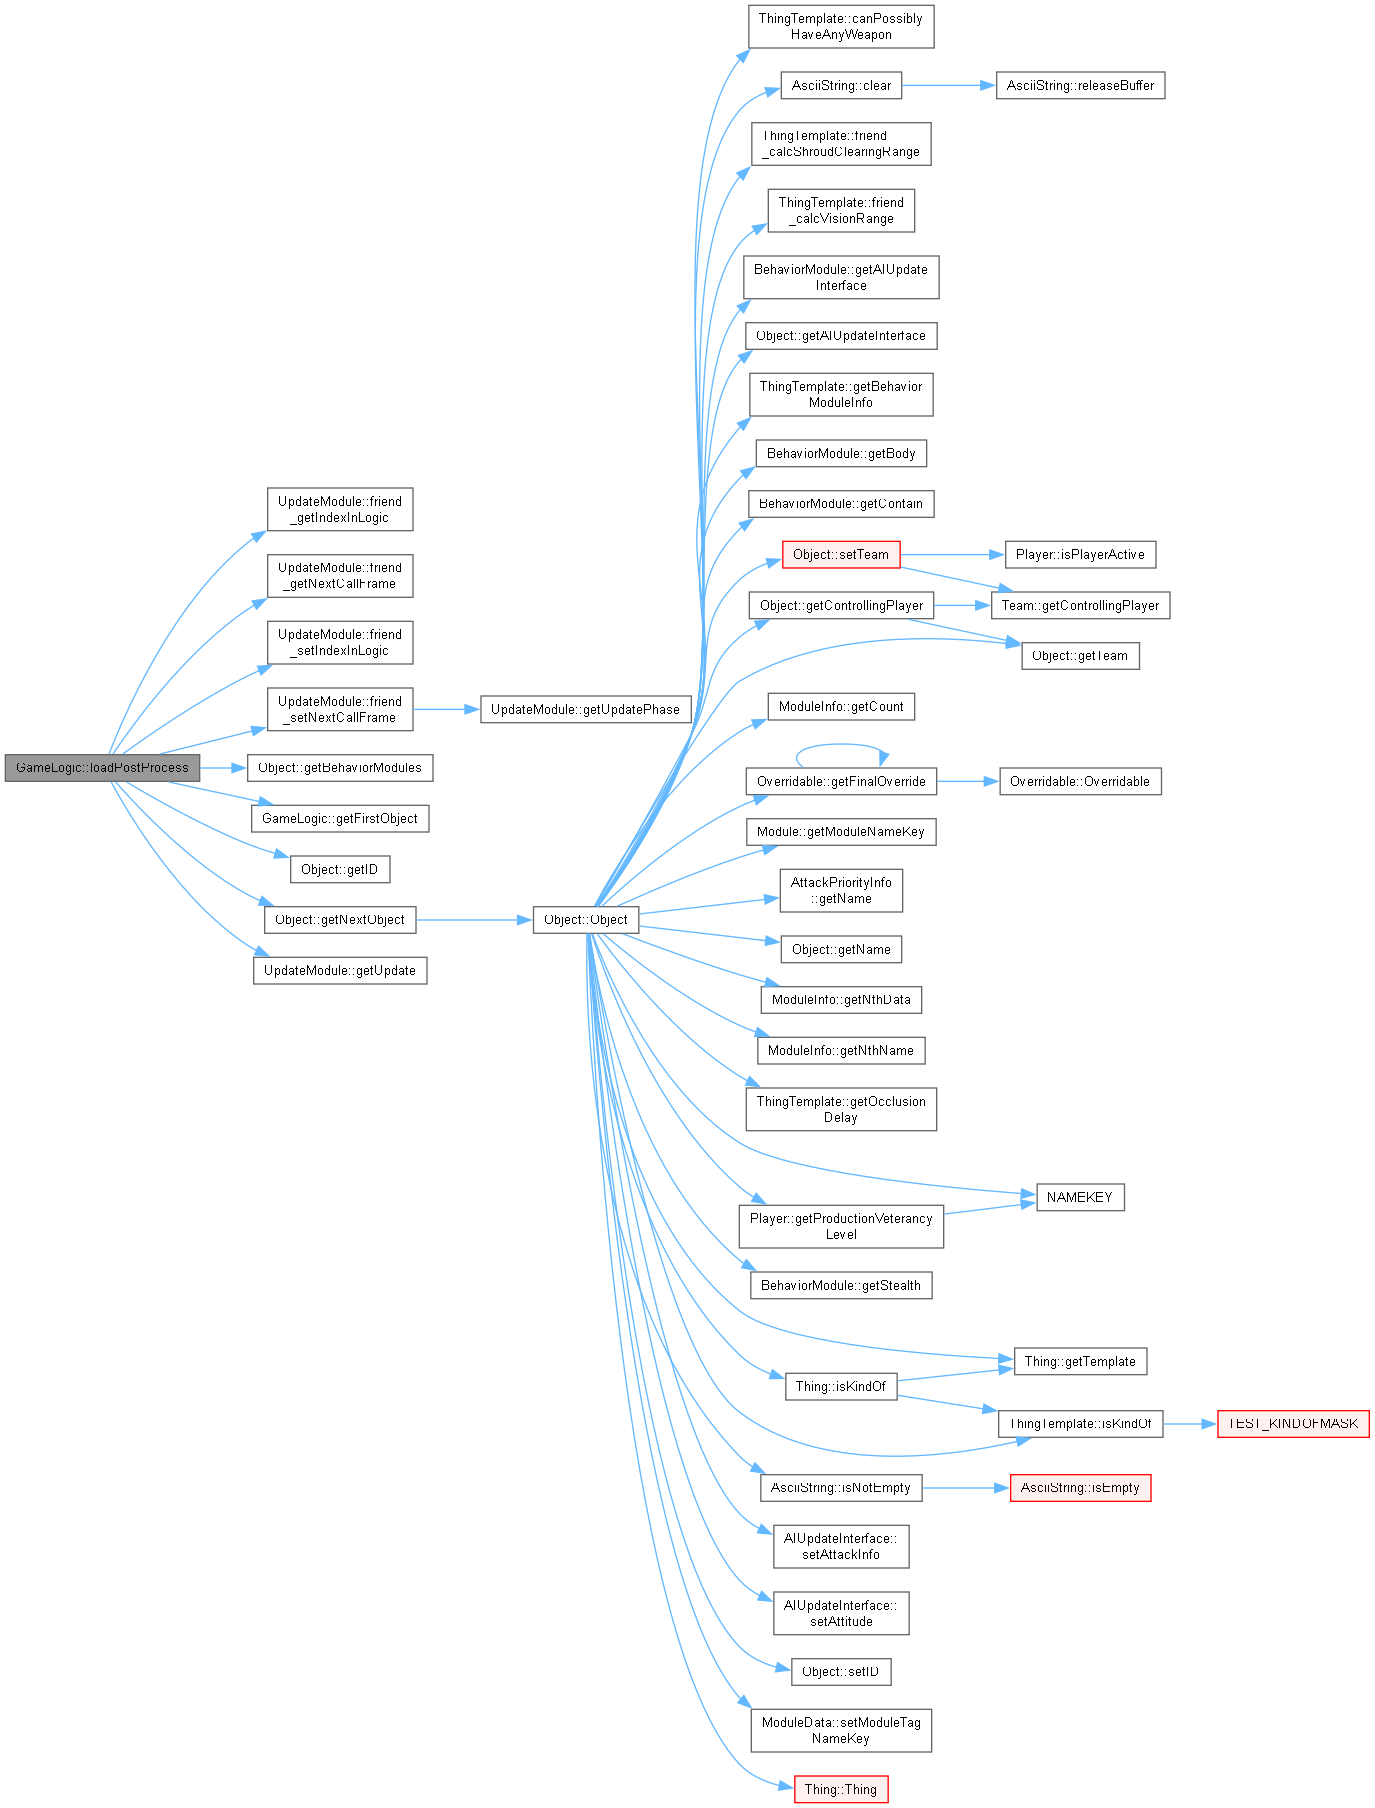 GameLogic::loadPostProcess
UpdateModule::friend
_getIndexInLogic
UpdateModule::friend
_getNextCallFrame
UpdateModule::friend
_setIndexInLogic
UpdateModule::friend
_setNextCallFrame
Object::getBehaviorModules
GameLogic::getFirstObject
Object::getID
Object::getNextObject
UpdateModule::getUpdate
UpdateModule::getUpdatePhase
Object::Object
ThingTemplate::canPossibly
HaveAnyWeapon
AsciiString::clear
AsciiString::releaseBuffer
ThingTemplate::friend
_calcShroudClearingRange
ThingTemplate::friend
_calcVisionRange
BehaviorModule::getAIUpdate
Interface
Object::getAIUpdateInterface
ThingTemplate::getBehavior
ModuleInfo
BehaviorModule::getBody
BehaviorModule::getContain
Object::setTeam
Player::isPlayerActive
Object::getControllingPlayer
Team::getControllingPlayer
Object::getTeam
ModuleInfo::getCount
Overridable::getFinalOverride
Overridable::Overridable
Module::getModuleNameKey
AttackPriorityInfo
::getName
Object::getName
ModuleInfo::getNthData
ModuleInfo::getNthName
ThingTemplate::getOcclusion
Delay
NAMEKEY
Player::getProductionVeterancy
Level
BehaviorModule::getStealth
Thing::getTemplate
Thing::isKindOf
ThingTemplate::isKindOf
TEST_KINDOFMASK
AsciiString::isNotEmpty
AsciiString::isEmpty
AIUpdateInterface::
setAttackInfo
AIUpdateInterface::
setAttitude
Object::setID
ModuleData::setModuleTag
NameKey
Thing::Thing